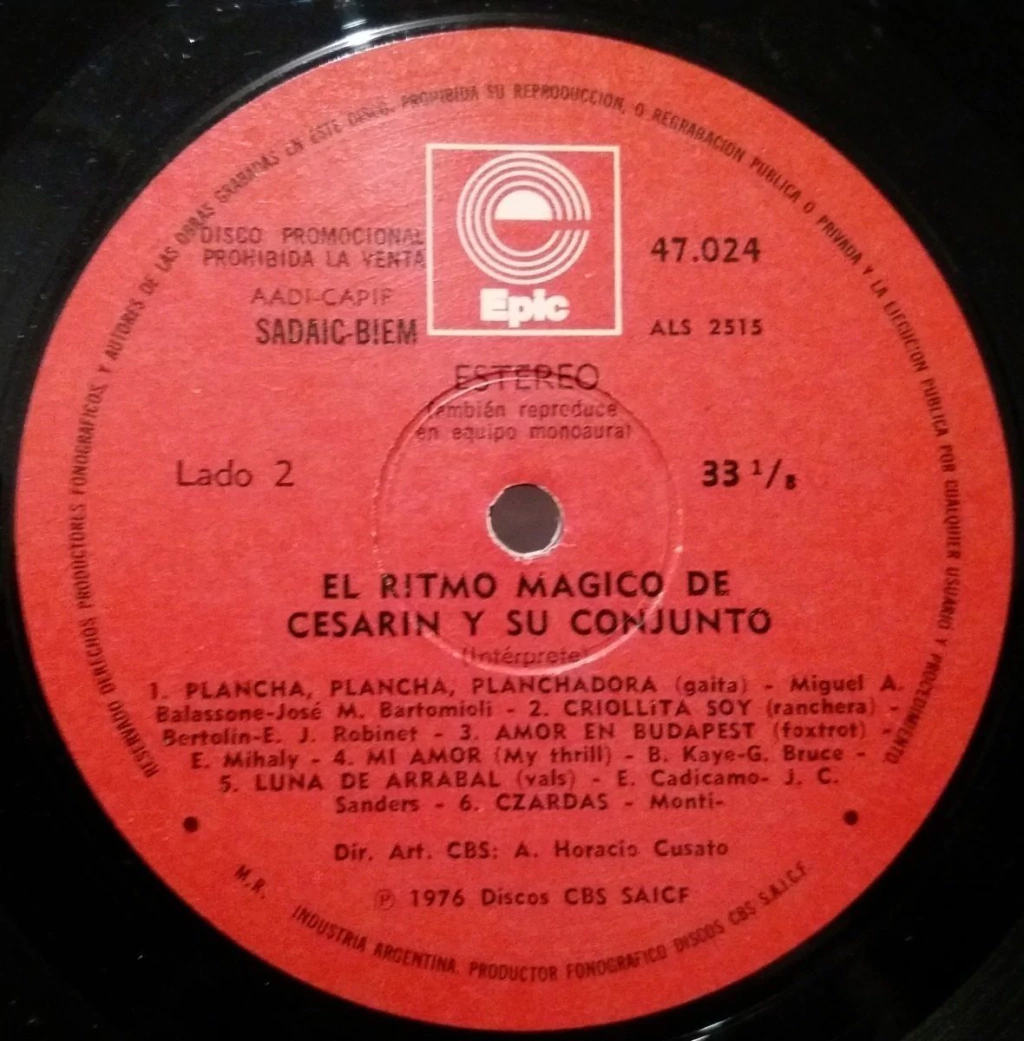 RESERVADO DERECHOS PRODUCTORES FONOGRAFICOS, Y AUTORES DE LAS OBRAS GRABADAS EN ESTE DISCO. PROHIBIDA SU REPRODUCCION, O REGRABACION PUBLICA O PRIVADA Y LA EJECUCION PUBLICA POR CUALQUIER USUARIO Y PROCEDIMIENTO
DISCO PROMOCIONAL
PROHIBIDA LA VENTA
AADI-CAPIF
SADAIC-BIEM
Epic
47.024
ALS 2515
ESTEREO
también reproduce
en equipo monoaural
Lado 2
33 1/8
EL RITMO MAGICO DE
CESARIN Y SU CONJUNTO
(Intérprete)
1. PLANCHA, PLANCHA, PLANCHADORA (gaita) - Miguel A.
Balassone-José M. Bartomioli - 2. CRIOLLITA SOY (ranchera) -
Bertolin-E. J. Robinet - 3. AMOR EN BUDAPEST (foxtrot) -
E. Mihaly - 4. MI AMOR (My thrill) - B. Kaye-G. Bruce -
5. LUNA DE ARRABAL (vals) - E. Cadicamo- J. C.
Sanders - 6. CZARDAS - Monti-
Dir. Art. CBS: A. Horacio Cusato
℗ 1976 Discos CBS SAICF
M.R. INDUSTRIA ARGENTINA. PRODUCTOR FONOGRAFICO DISCOS CBS S.A.I.C.F